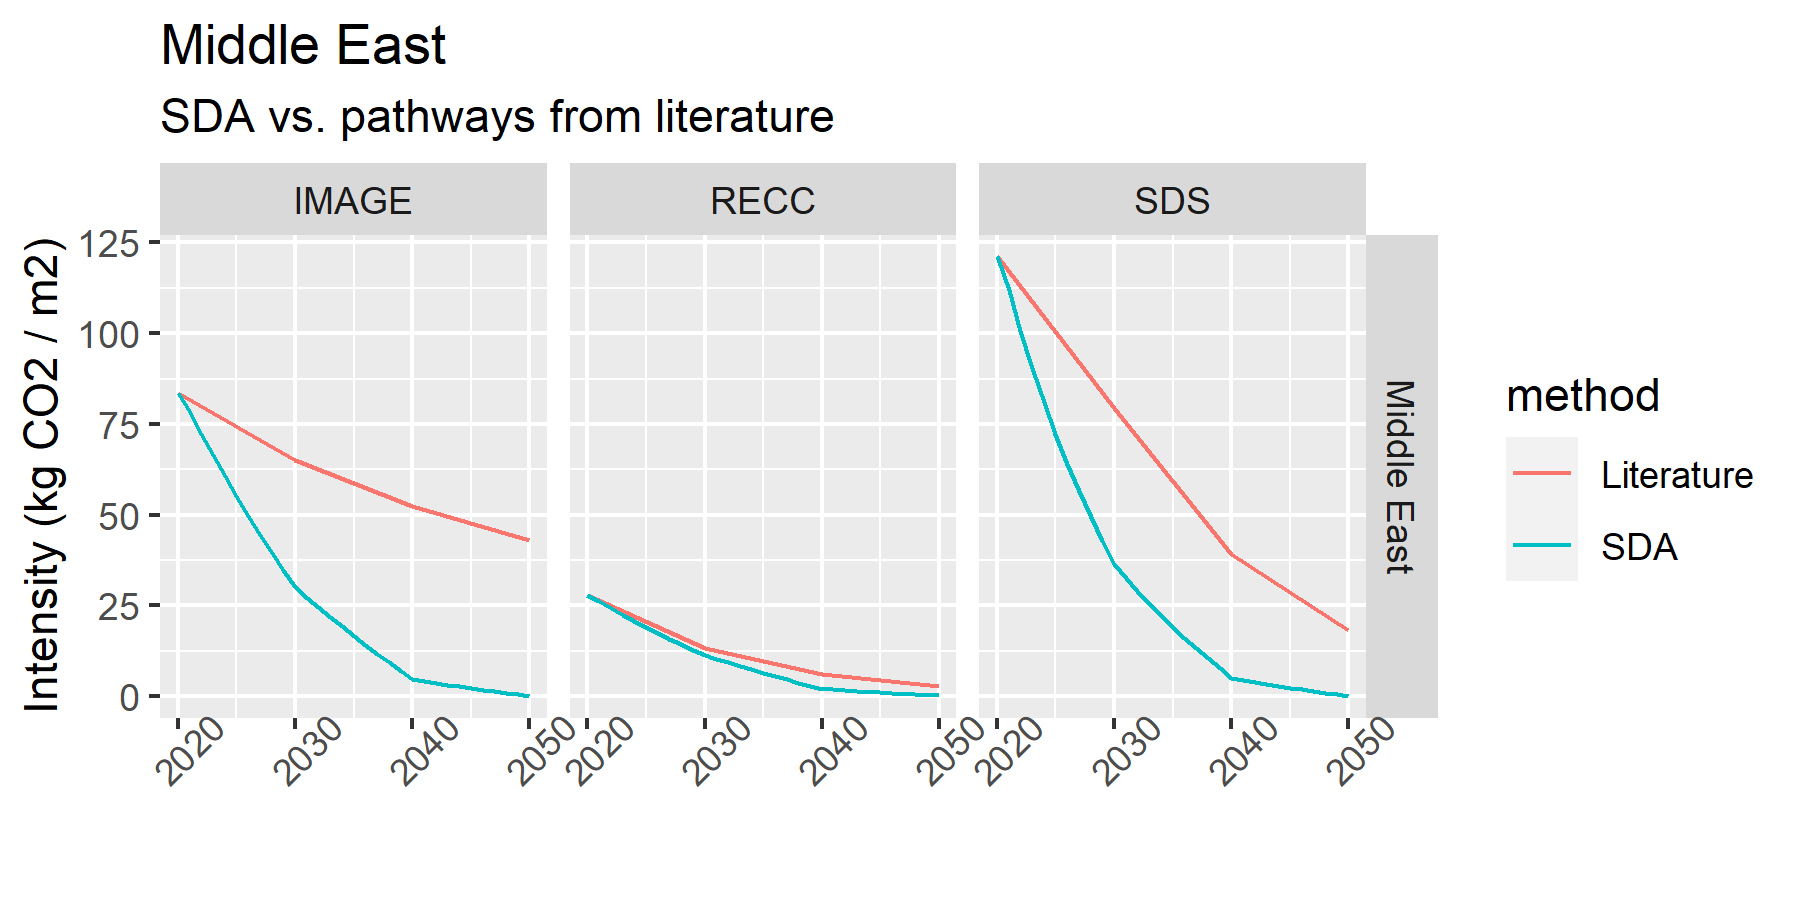 Middle East
SDA vs. pathways from literature
IMAGE
RECC
SDS
Intensity (kg CO2 / m2)
125
100
75
50
25
0
2020
2030
2040
2050
2020
2030
2040
2050
2020
2030
2040
2050
Middle East
method
Literature
SDA